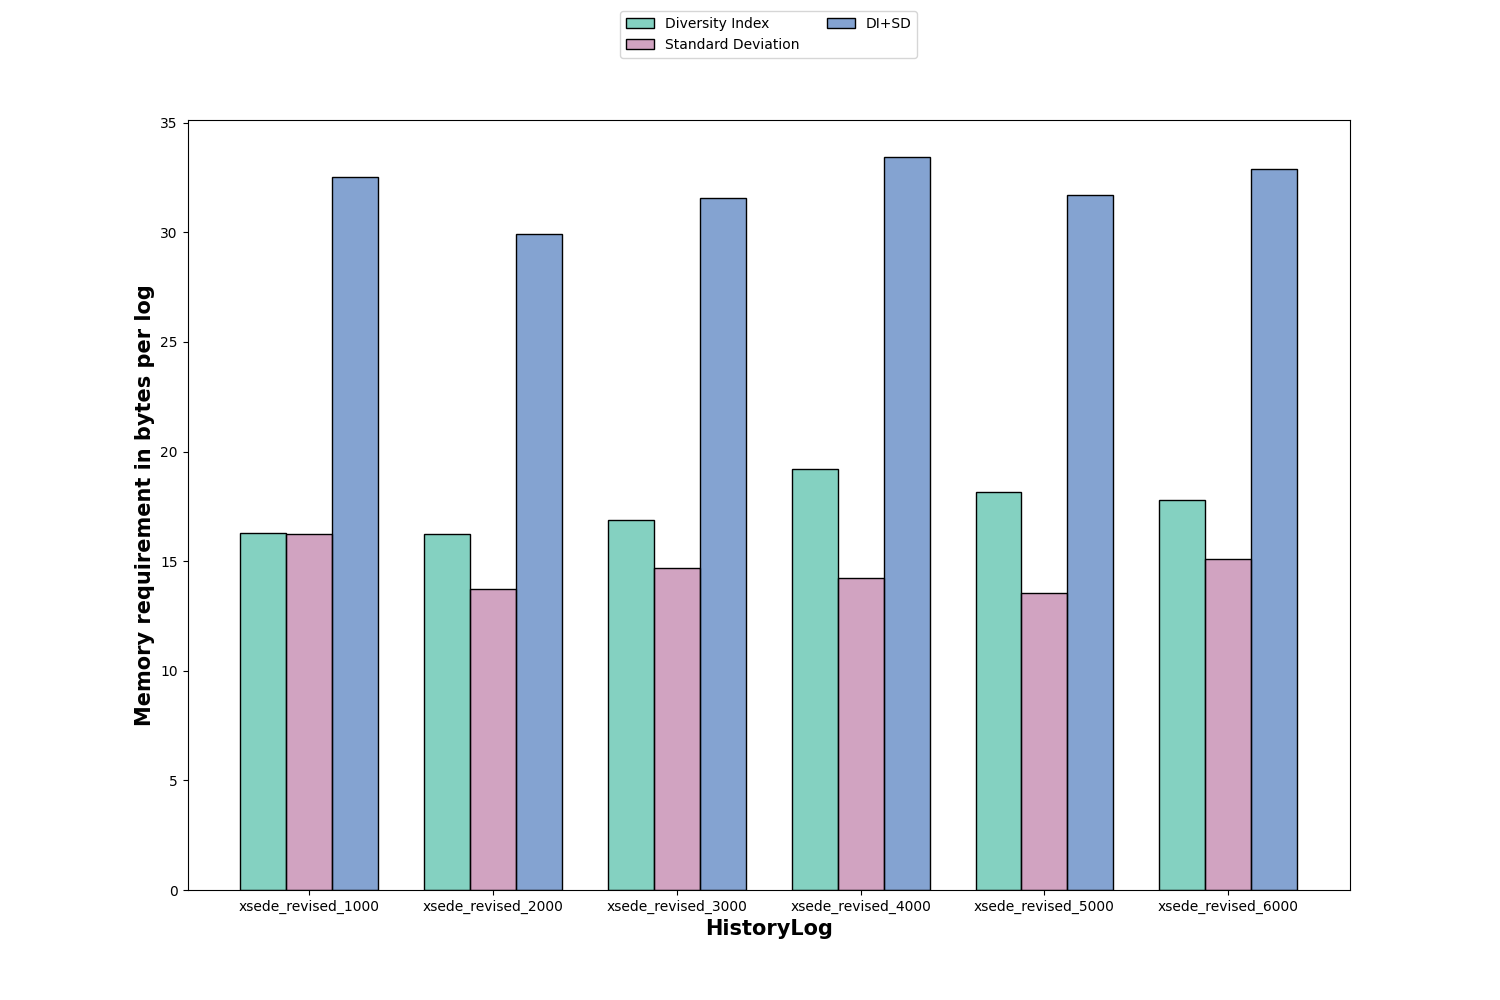 Diversity Index
Standard Deviation
DI+SD
35
30
25
20
15
10
5
0
Memory requirement in bytes per log
xsede_revised_1000 xsede_revised_2000 xsede_revised_3000 xsede_revised_4000 xsede_revised_5000 xsede_revised_6000
HistoryLog